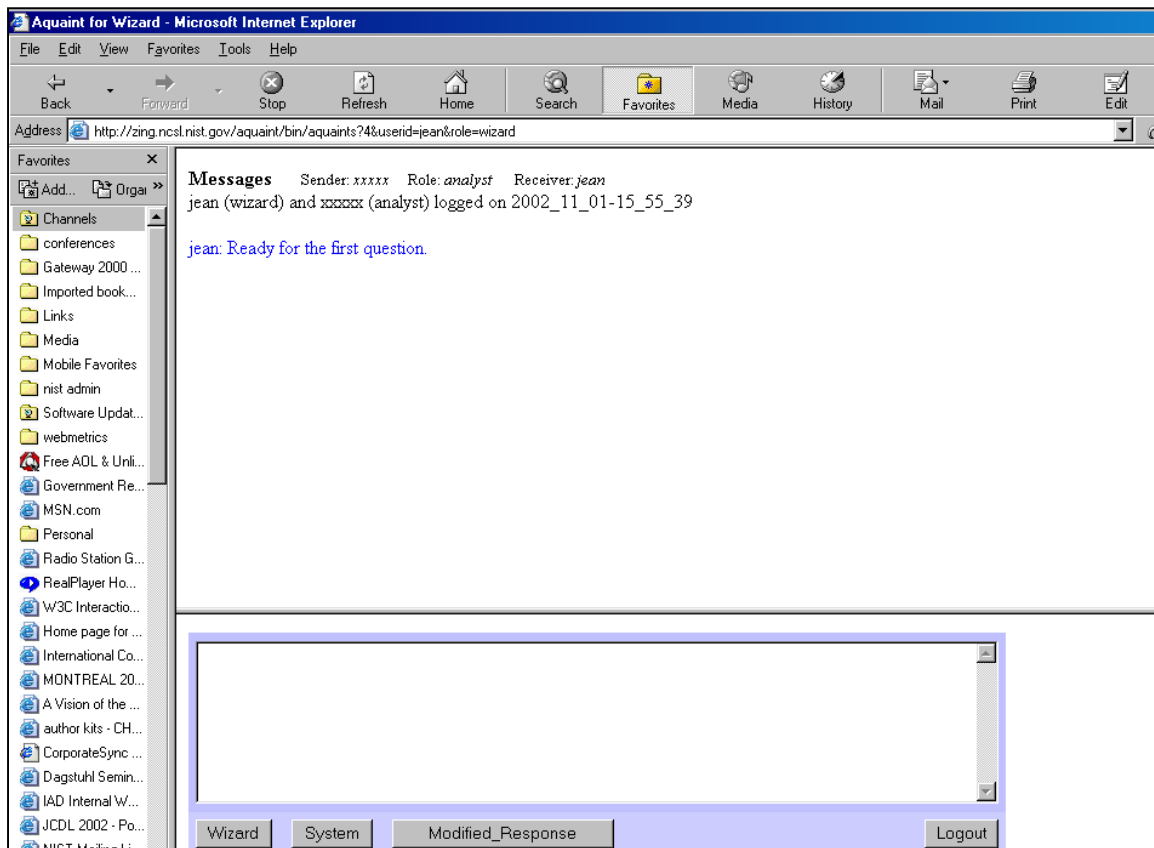 Aquaint for Wizard - Microsoft Internet Explorer
File Edit View Favorites Tools Help
Back Forward Stop Refresh Home Search Favorites Media History Mail Print Edit
Address http://zing.ncsl.nist.gov/aquaint/bin/aquaints?4&userid=jean&role=wizard
Favorites
Add... Orgai »
Channels
conferences
Gateway 2000 ...
Imported book...
Links
Media
Mobile Favorites
nist admin
Software Updat...
webmetrics
Free AOL & Unli...
Government Re...
MSN.com
Personal
Radio Station G...
RealPlayer Ho...
W3C Interactio...
Home page for ...
International Co...
MONTREAL 20...
A Vision of the ...
author kits - CH...
CorporateSync ...
Dagstuhl Semin...
IAD Internal W...
JCDL 2002 - Po...
Messages Sender: xxxxx Role: analyst Receiver: jean
jean (wizard) and xxxxx (analyst) logged on 2002_11_01-15_55_39
jean: Ready for the first question.
Wizard System Modified_Response Logout